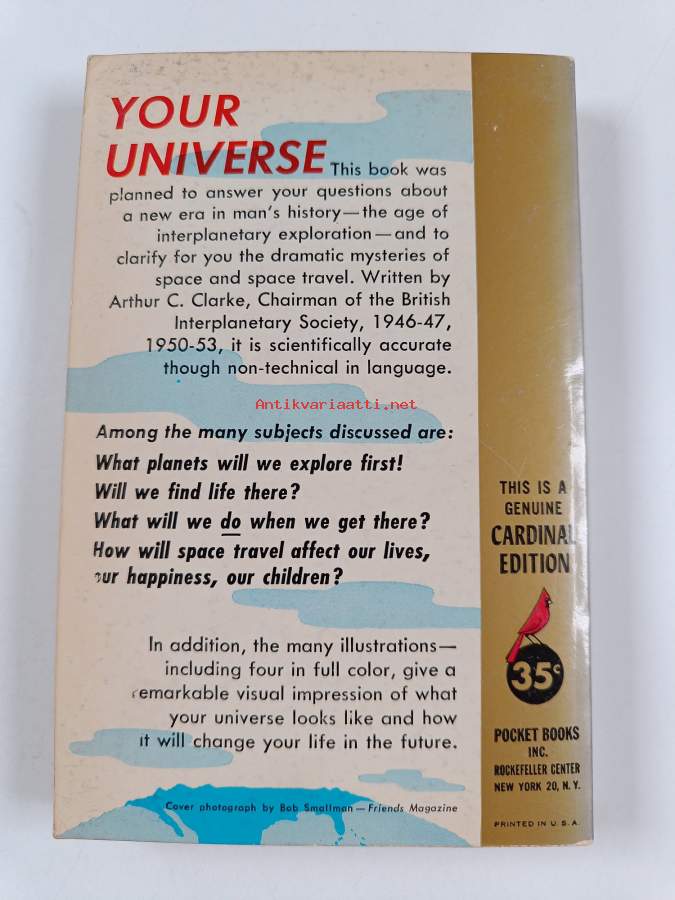 YOUR
UNIVERSE This book was
planned to answer your questions about
a new era in man's history—the age of
interplanetary exploration—and to
clarify for you the dramatic mysteries of
space and space travel. Written by
Arthur C. Clarke, Chairman of the British
Interplanetary Society, 1946-47,
1950-53, it is scientifically accurate
though non-technical in language.
Antikvariaatti.net
Among the many subjects discussed are:
What planets will we explore first!
Will we find life there?
What will we do when we get there?
How will space travel affect our lives,
our happiness, our children?
In addition, the many illustrations—
including four in full color, give a
remarkable visual impression of what
your universe looks like and how
it will change your life in the future.
Cover photograph by Bob Smallman—Friends Magazine
THIS IS A
GENUINE
CARDINAL
EDITION
35¢
POCKET BOOKS
INC.
ROCKEFELLER CENTER
NEW YORK 20, N.Y.
PRINTED IN U.S.A.